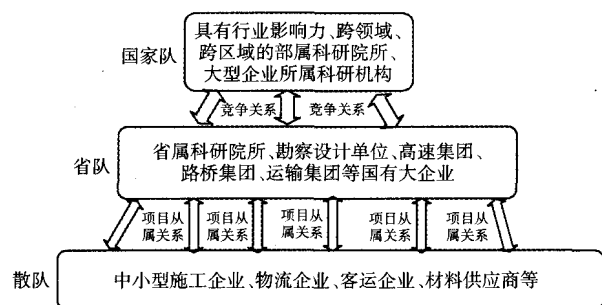 具有行业影响力、跨领域、
跨区域的部属科研院所、
大型企业所属科研机构
国家队
竞争关系 竞争关系
省属科研院所、勘察设计单位、高速集团、
路桥集团、运输集团等国有大企业
省队
项目从 项目从 项目从 项目从 项目从
属关系 属关系 属关系 属关系 属关系
散队
中小型施工企业、物流企业、客运企业、材料供应商等